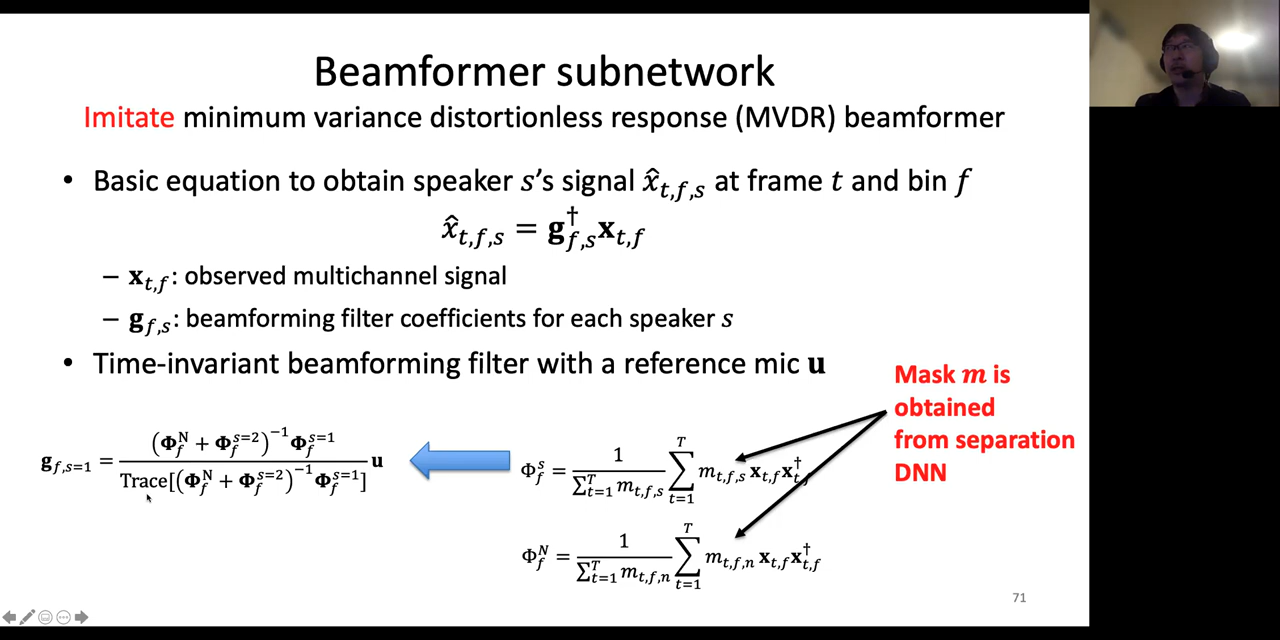 Beamformer subnetwork
Imitate minimum variance distortionless response (MVDR) beamformer
• Basic equation to obtain speaker s's signal x̂_{t,f,s} at frame t and bin f
x̂_{t,f,s} = g†_{f,s} x_{t,f}
– x_{t,f}: observed multichannel signal
– g_{f,s}: beamforming filter coefficients for each speaker s
• Time-invariant beamforming filter with a reference mic u
Mask m is
obtained
from separation
DNN
g_{f,s=1} = (Φ_f^N + Φ_f^{s=2})^{-1} Φ_f^{s=1} / Trace[(Φ_f^N + Φ_f^{s=2})^{-1} Φ_f^{s=1}] u
Φ_f^s = 1 / ∑_{t=1}^T m_{t,f,s} ∑_{t=1}^T m_{t,f,s} x_{t,f} x†_{t,f}
Φ_f^N = 1 / ∑_{t=1}^T m_{t,f,n} ∑_{t=1}^T m_{t,f,n} x_{t,f} x†_{t,f}
71